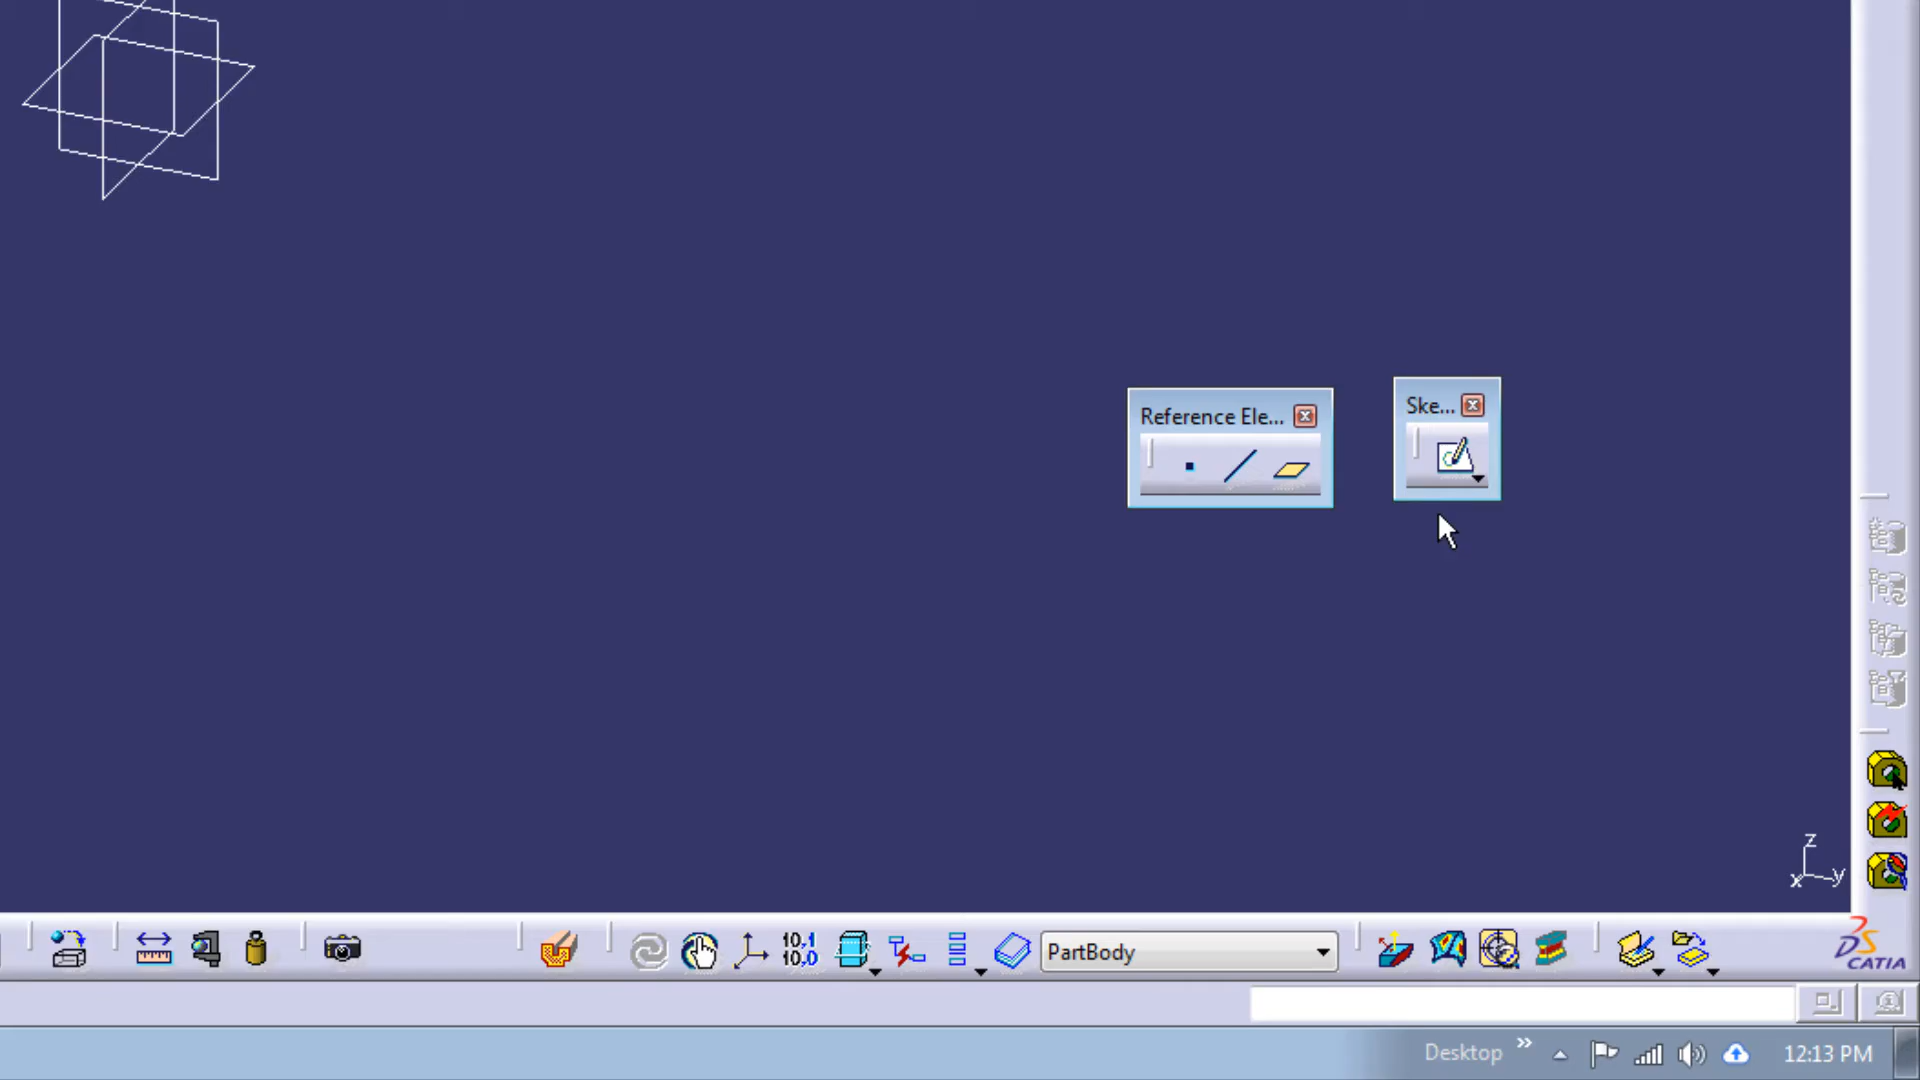 Reference Ele...
Ske...
z
x
y
10,1
10,0
PartBody
CATIA
Desktop
12:13 PM